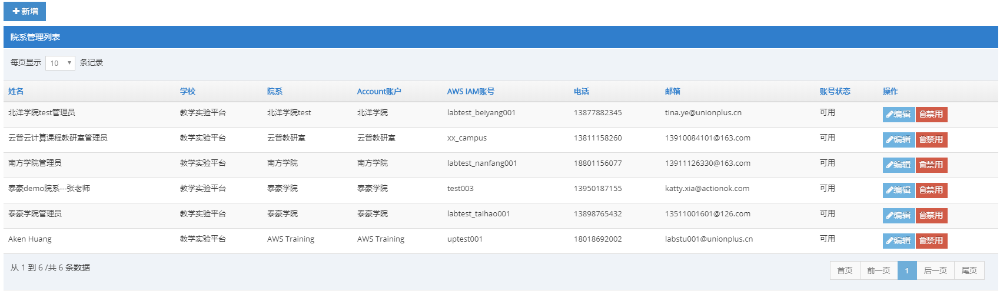 新增
院系管理列表
每页显示 10 条记录
姓名 学校 院系 Account账户 AWS IAM账号 电话 邮箱 账号状态 操作
北洋学院test管理员 教学实验平台 北洋学院test 北洋学院 labtest_beiyang001 13877882345 tina.ye@unionplus.cn 可用 编辑 禁用
云普云计算课程教研室管理员 教学实验平台 云普教研室 云普教研室 xx_campus 13811158260 13910084101@163.com 可用 编辑 禁用
南方学院管理员 教学实验平台 南方学院 南方学院 labtest_nanfang001 18801156077 13911126330@163.com 可用 编辑 禁用
泰豪demo院系---张老师 教学实验平台 泰豪学院 泰豪学院 test003 13950187155 katty.xia@actionok.com 可用 编辑 禁用
泰豪学院管理员 教学实验平台 泰豪学院 泰豪学院 labtest_taihao001 13898765432 13511001601@126.com 可用 编辑 禁用
Aken Huang 教学实验平台 AWS Training AWS Training uptest001 18018692002 labstu001@unionplus.cn 可用 编辑 禁用
从 1 到 6 /共 6 条数据 首页 前一页 1 后一页 尾页